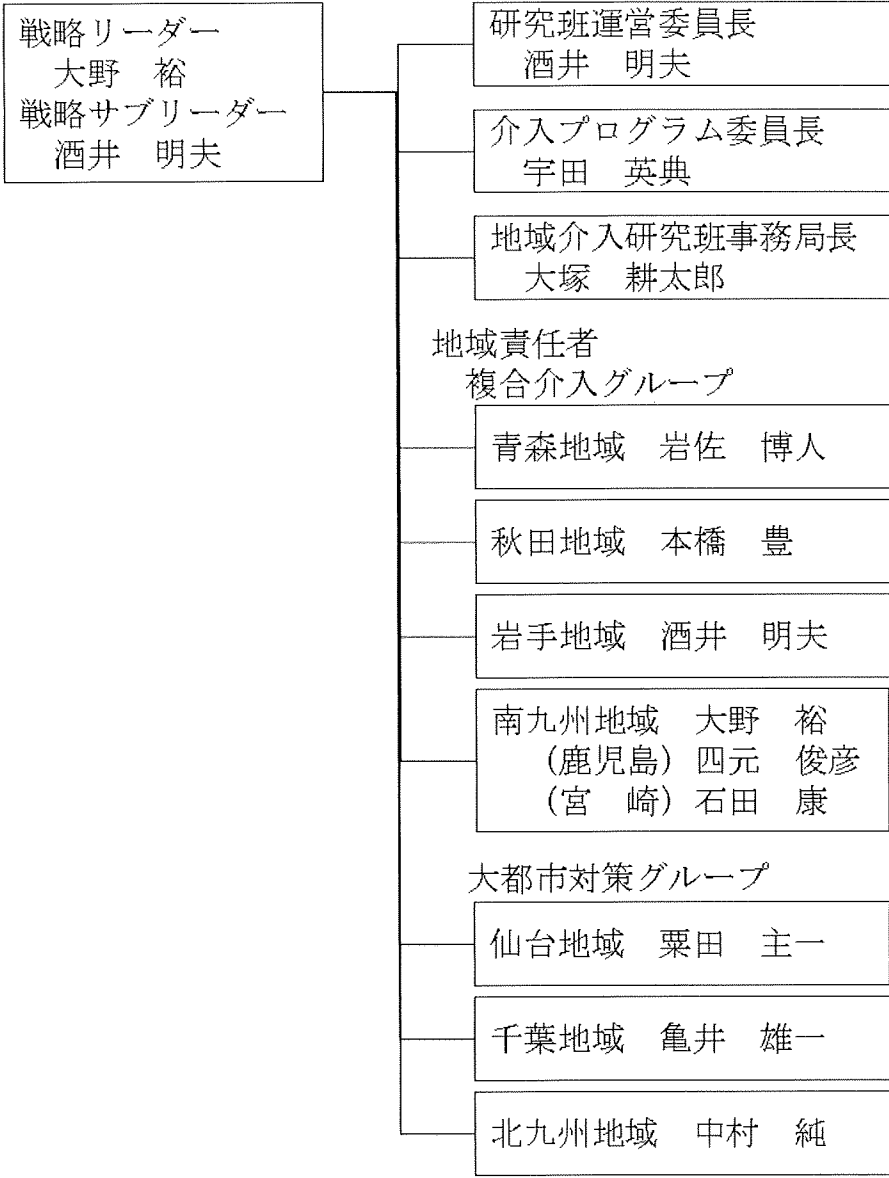 戦略リーダー
大野 裕
戦略サブリーダー
酒井 明夫
研究班運営委員長
酒井 明夫
介入プログラム委員長
宇田 英典
地域介入研究班事務局長
大塚 耕太郎
地域責任者
複合介入グループ
青森地域 岩佐 博人
秋田地域 本橋 豊
岩手地域 酒井 明夫
南九州地域 大野 裕
(鹿児島) 四元 俊彦
(宮 崎) 石田 康
大都市対策グループ
仙台地域 粟田 主一
千葉地域 亀井 雄一
北九州地域 中村 純